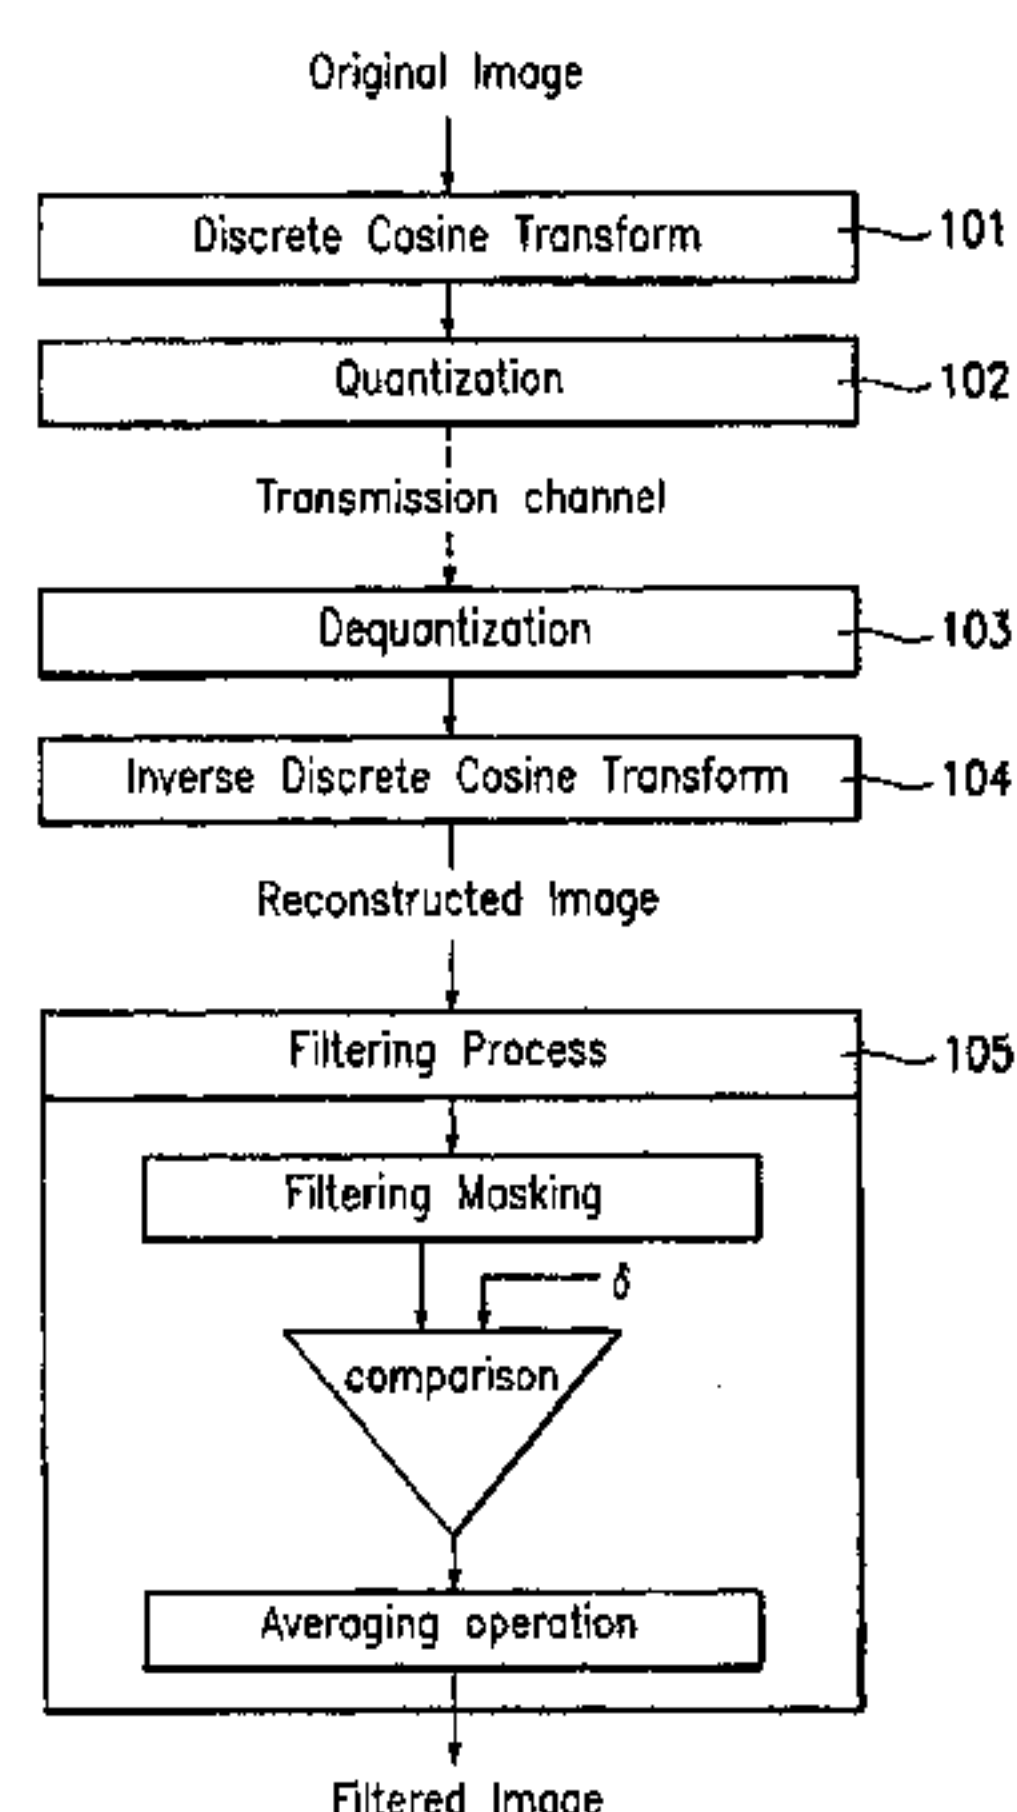 Original Image
Discrete Cosine Transform 101
Quantization 102
Transmission channel
Dequantization 103
Inverse Discrete Cosine Transform 104
Reconstructed Image
Filtering Process 105
Filtering Masking
δ
comparison
Averaging operation
Filtered Image